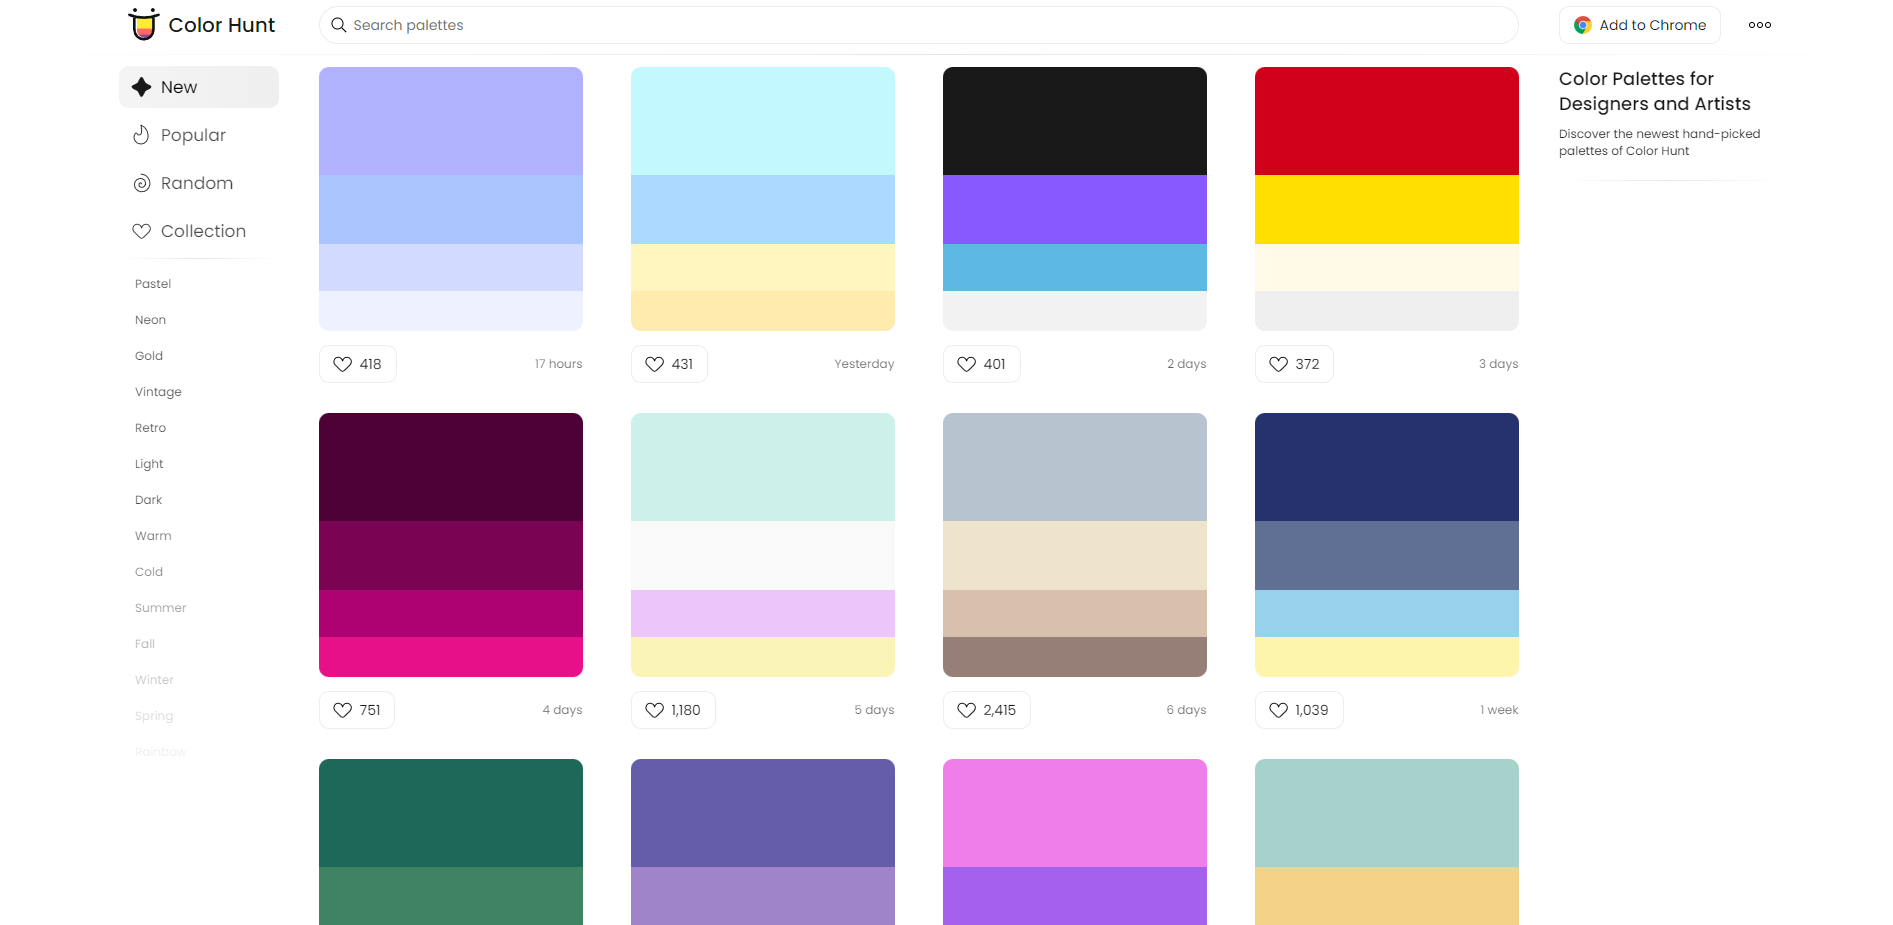 Color Hunt
Search palettes
Add to Chrome
New
Popular
Random
Collection
Pastel
Neon
Gold
Vintage
Retro
Light
Dark
Warm
Cold
Summer
Fall
Winter
Spring
Rainbow
418
17 hours
431
Yesterday
401
2 days
372
3 days
751
4 days
1,180
5 days
2,415
6 days
1,039
1 week
Color Palettes for
Designers and Artists
Discover the newest hand-picked
palettes of Color Hunt